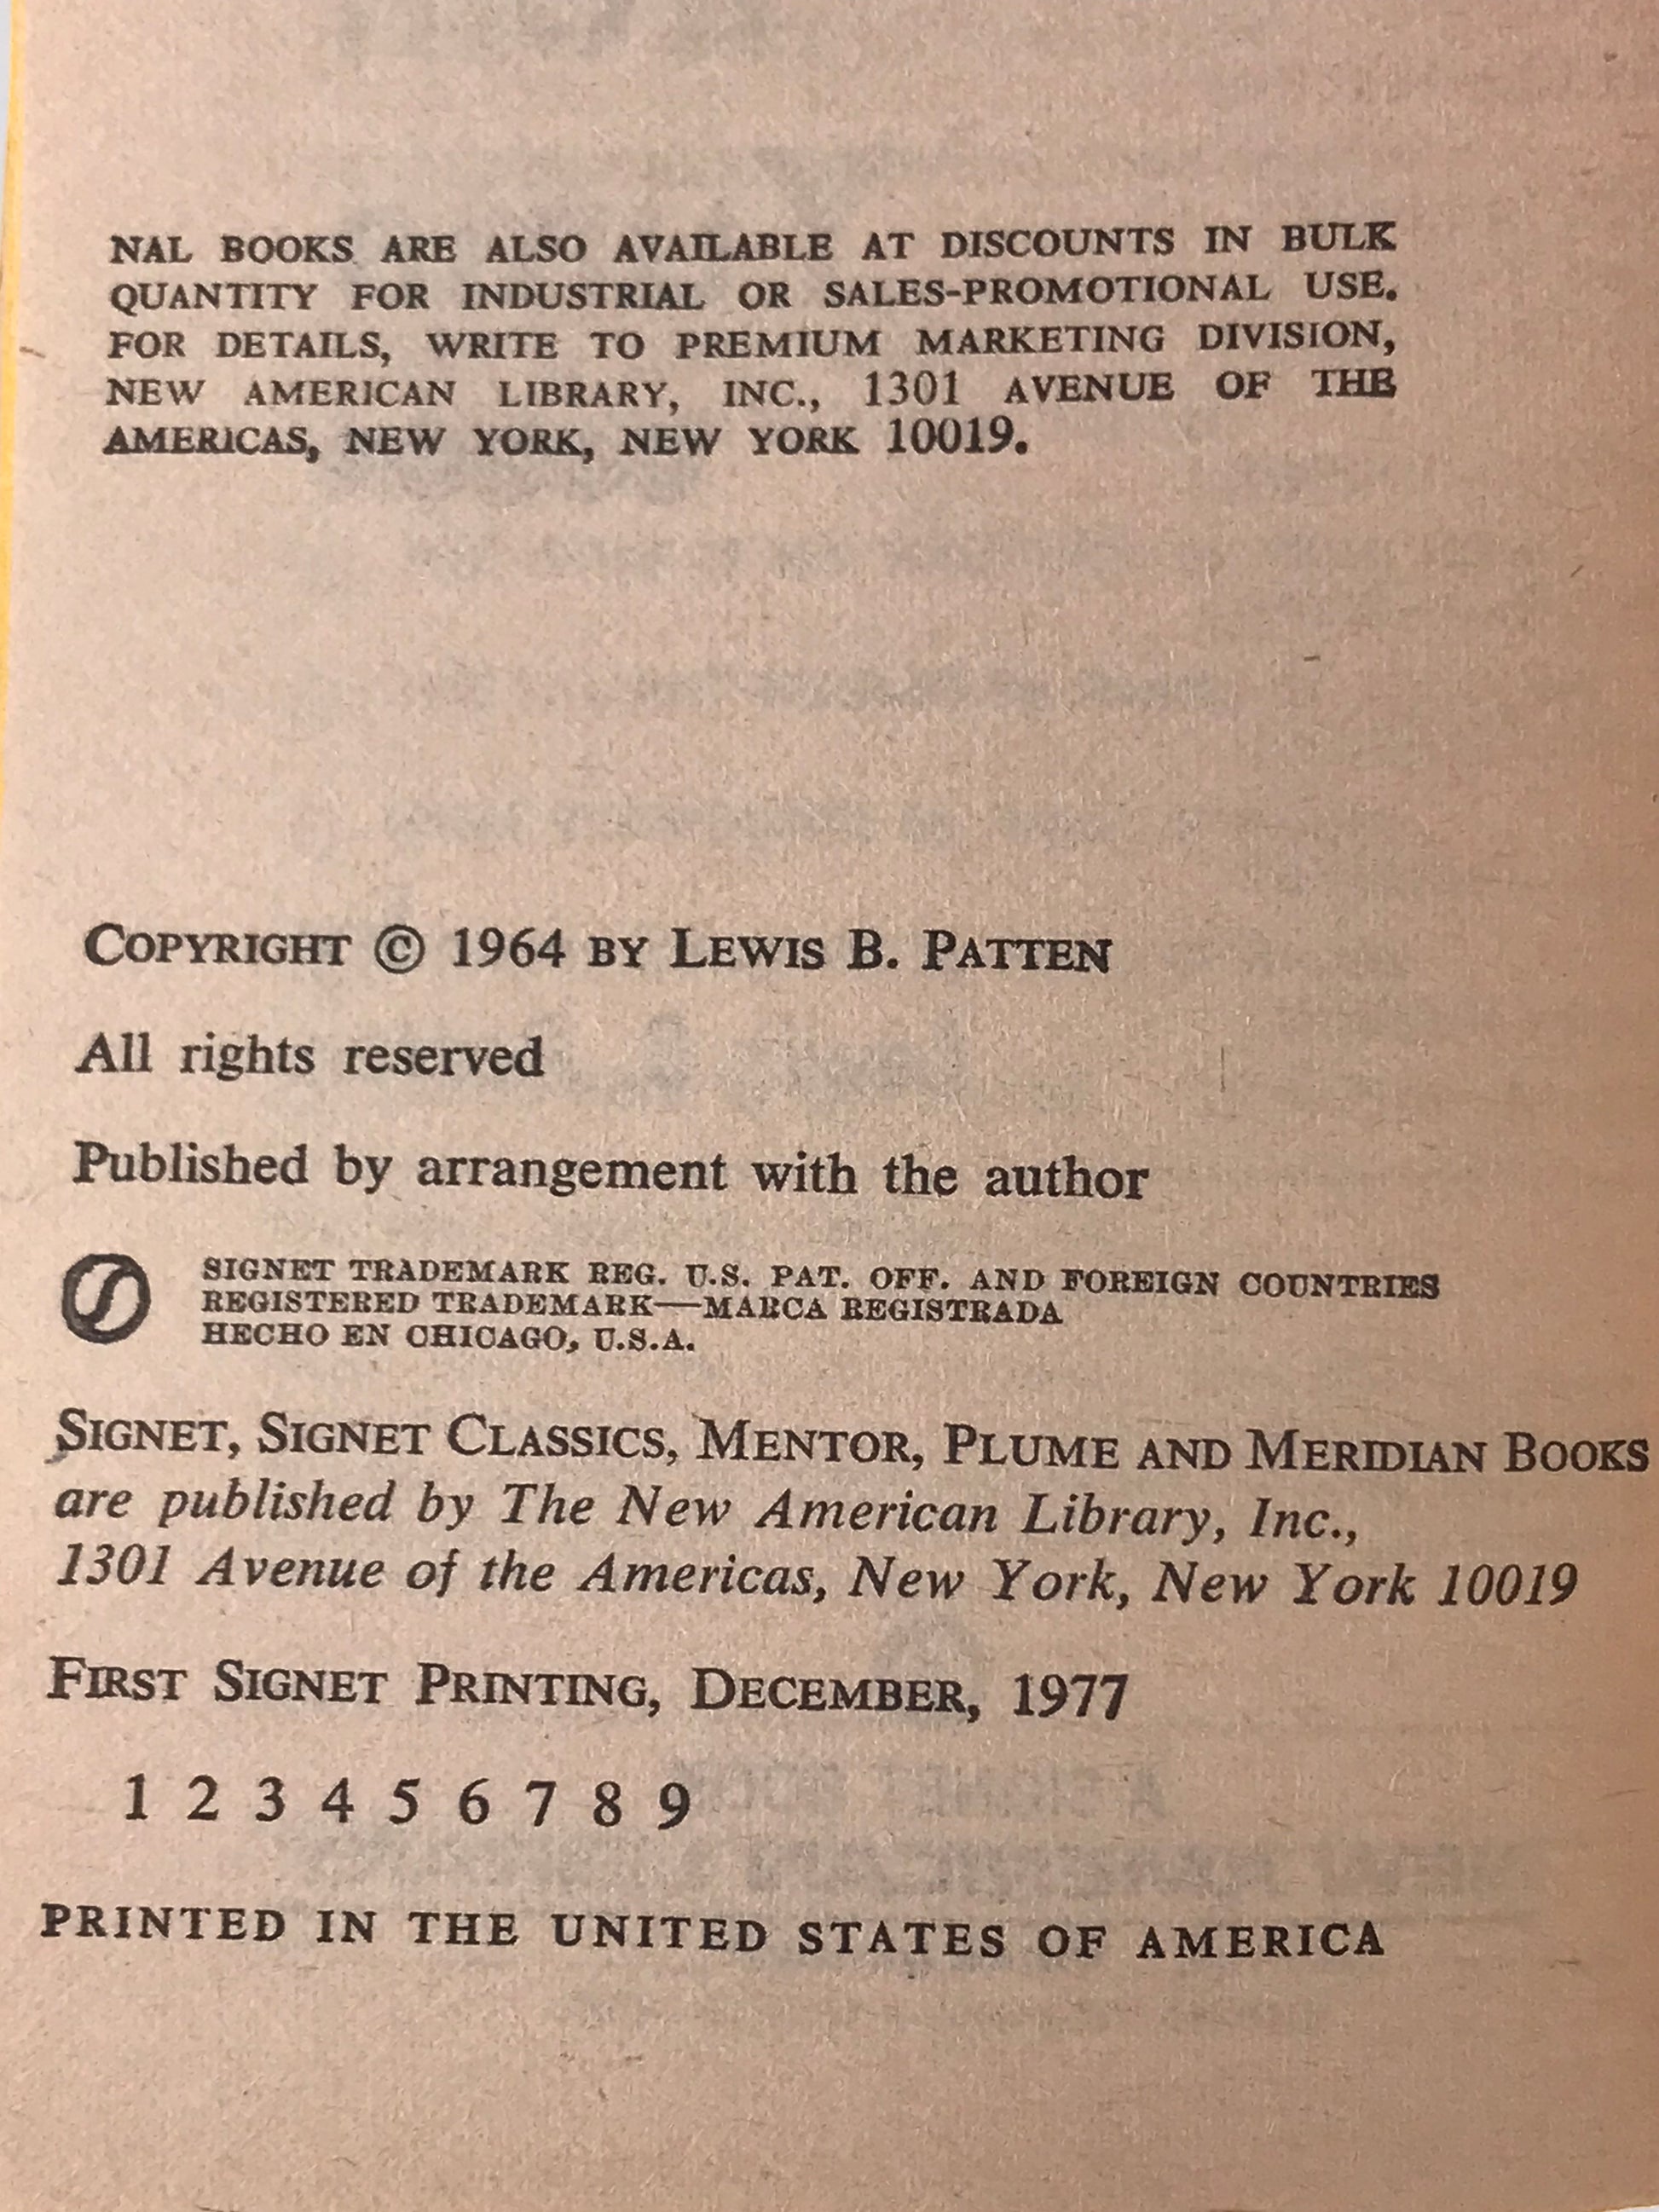 NAL BOOKS ARE ALSO AVAILABLE AT DISCOUNTS IN BULK
QUANTITY FOR INDUSTRIAL OR SALES-PROMOTIONAL USE.
FOR DETAILS, WRITE TO PREMIUM MARKETING DIVISION,
NEW AMERICAN LIBRARY, INC., 1301 AVENUE OF THE
AMERICAS, NEW YORK, NEW YORK 10019.
COPYRIGHT © 1964 BY LEWIS B. PATTEN
All rights reserved
Published by arrangement with the author
SIGNET TRADEMARK REG. U.S. PAT. OFF. AND FOREIGN COUNTRIES
REGISTERED TRADEMARK—MARCA REGISTRADA
HECHO EN CHICAGO, U.S.A.
SIGNET, SIGNET CLASSICS, MENTOR, PLUME AND MERIDIAN BOOKS
are published by The New American Library, Inc.,
1301 Avenue of the Americas, New York, New York 10019
FIRST SIGNET PRINTING, DECEMBER, 1977
1 2 3 4 5 6 7 8 9
PRINTED IN THE UNITED STATES OF AMERICA